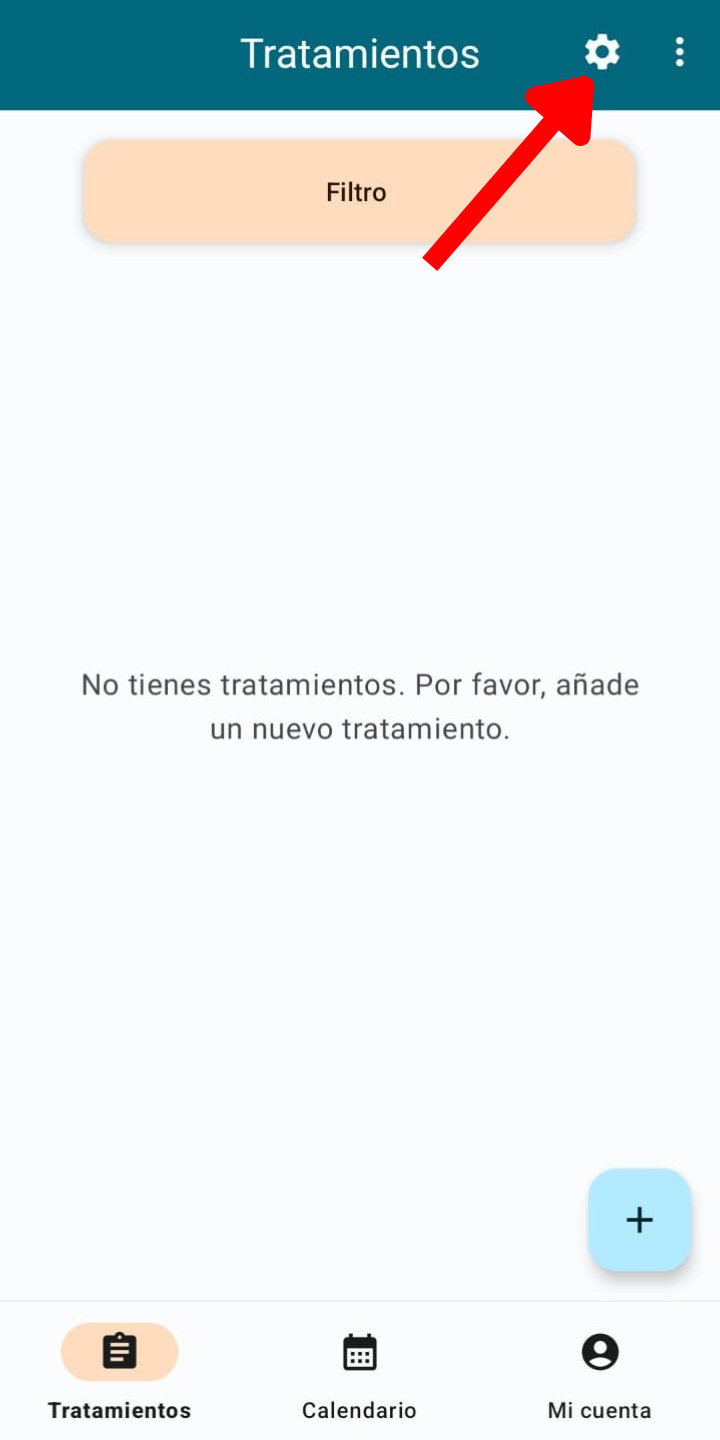 Tratamientos
Filtro
No tienes tratamientos. Por favor, añade
un nuevo tratamiento.
Tratamientos
Calendario
Mi cuenta